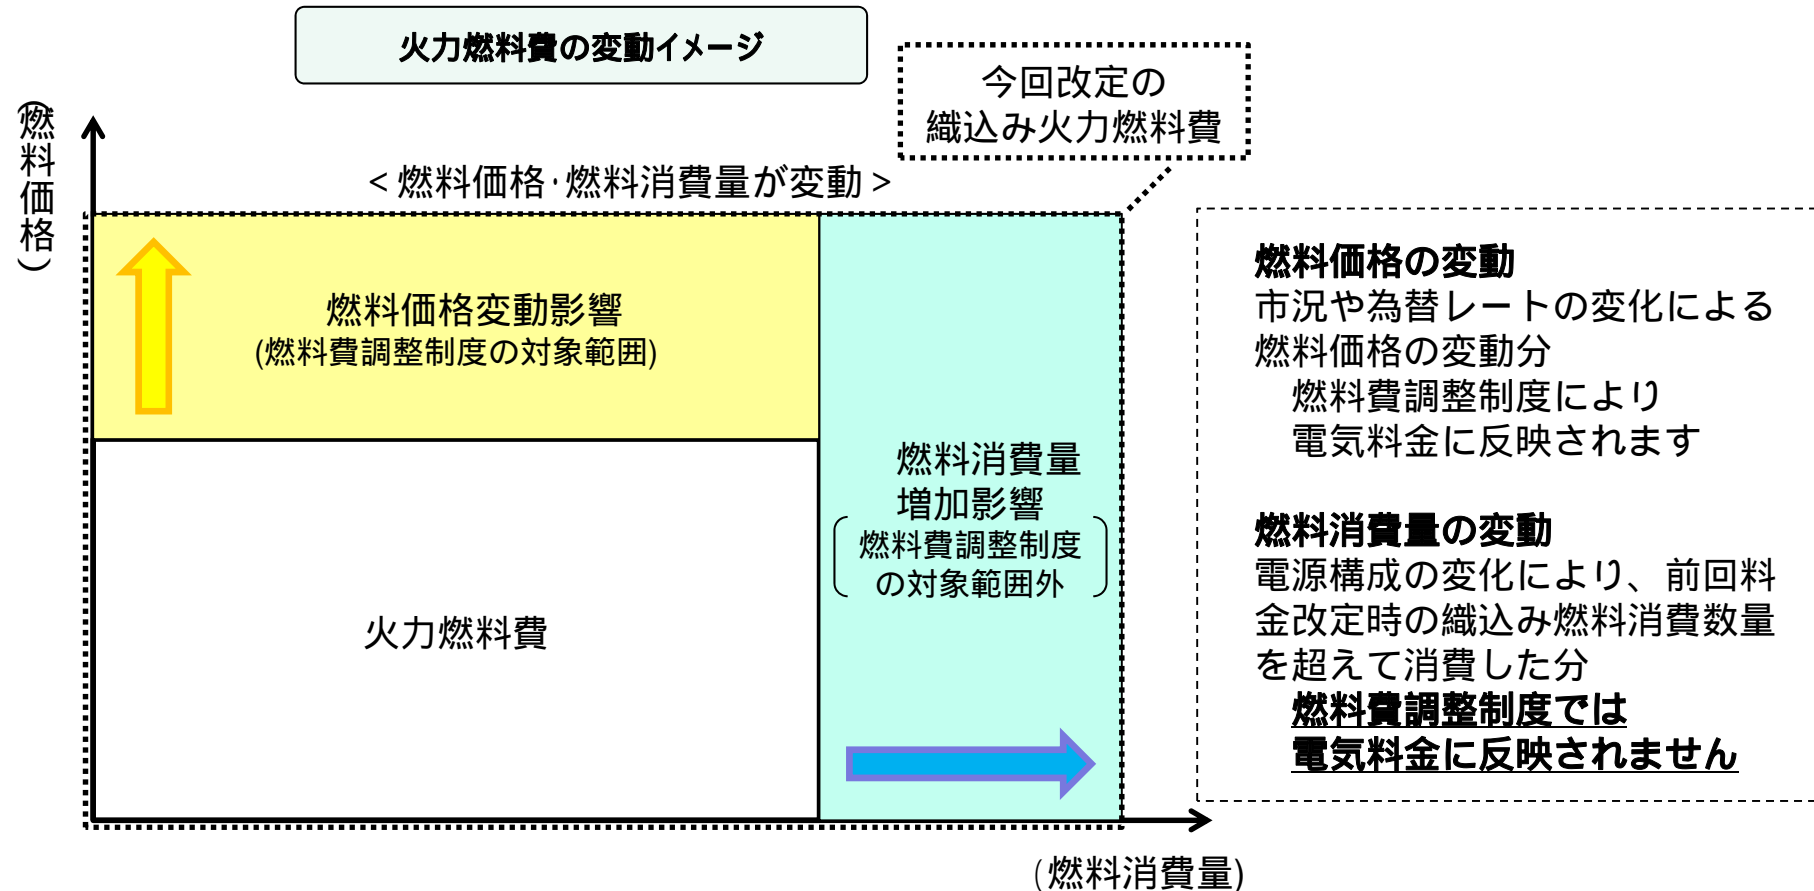 火力燃料費の変動イメージ
今回改定の
織込み火力燃料費
(燃料価格)
<燃料価格・燃料消費量が変動>
燃料価格変動影響
(燃料費調整制度の対象範囲)
燃料消費量
増加影響
燃料費調整制度
の対象範囲外
火力燃料費
(燃料消費量)
燃料価格の変動
市況や為替レートの変化による
燃料価格の変動分
燃料費調整制度により
電気料金に反映されます
燃料消費量の変動
電源構成の変化により、前回料
金改定時の織込み燃料消費数量
を超えて消費した分
燃料費調整制度では
電気料金に反映されません